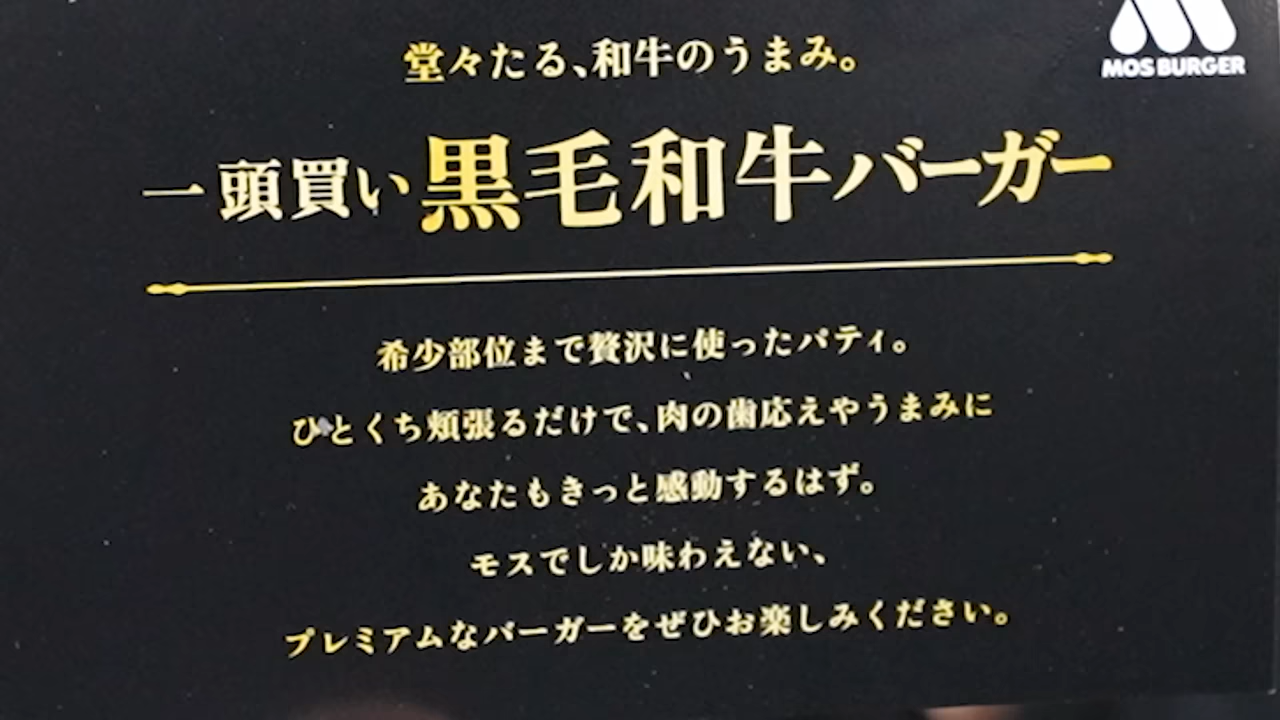 MOS BURGER
堂々たる、和牛のうまみ。
一頭買い黒毛和牛バーガー
希少部位まで贅沢に使ったパティ。
ひとくち頬張るだけで、肉の歯応えやうまみに
あなたもきっと感動するはず。
モスでしか味わえない、
プレミアムなバーガーをぜひお楽しみください。